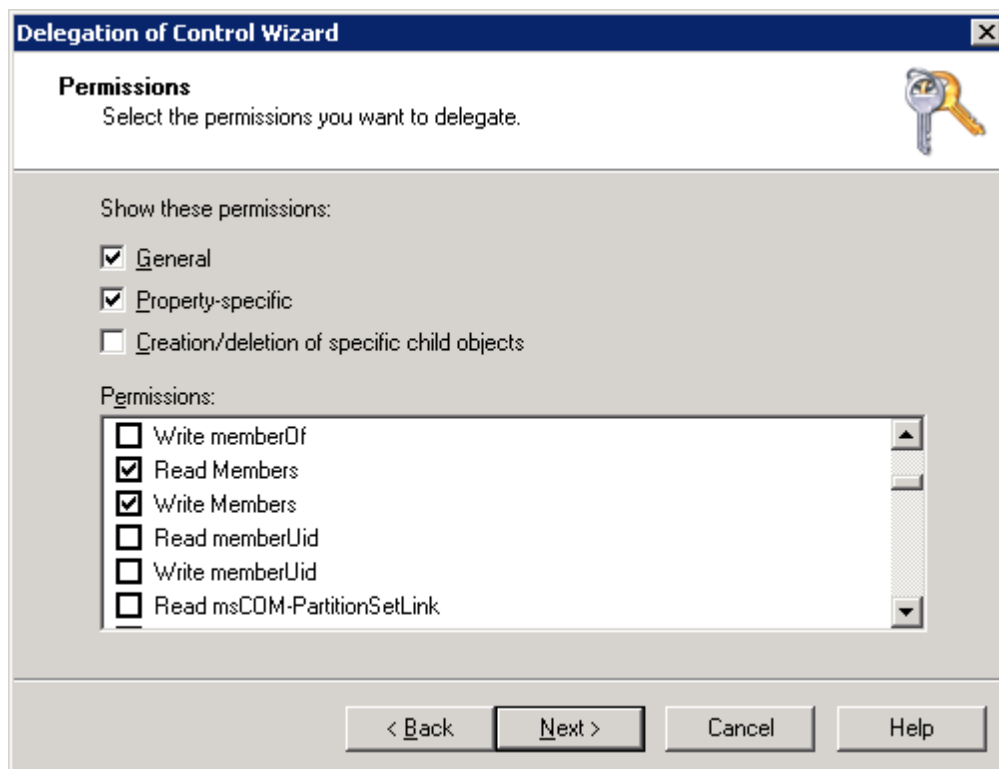 Delegation of Control Wizard
Permissions
Select the permissions you want to delegate.
Show these permissions:
General
Property-specific
Creation/deletion of specific child objects
Permissions:
Write memberOf
Read Members
Write Members
Read memberUid
Write memberUid
Read msCOM-PartitionSetLink
< Back Next > Cancel Help